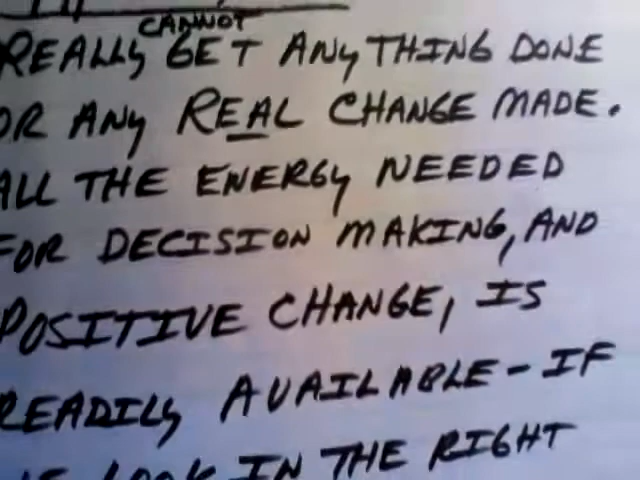 CANNOT
REALLY GET ANYTHING DONE
OR ANY REAL CHANGE MADE.
ALL THE ENERGY NEEDED
FOR DECISION MAKING, AND
POSITIVE CHANGE, IS
READILY AVAILABLE - IF
LOOK IN THE RIGHT